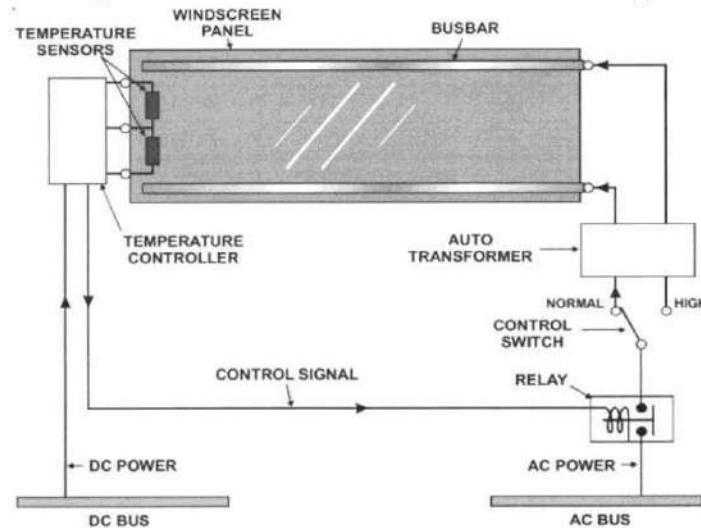 WINDSCREEN
PANEL
BUSBAR
TEMPERATURE
SENSORS
TEMPERATURE
CONTROLLER
AUTO
TRANSFORMER
NORMAL
HIGH
CONTROL
SWITCH
CONTROL SIGNAL
RELAY
DC POWER
AC POWER
DC BUS
AC BUS